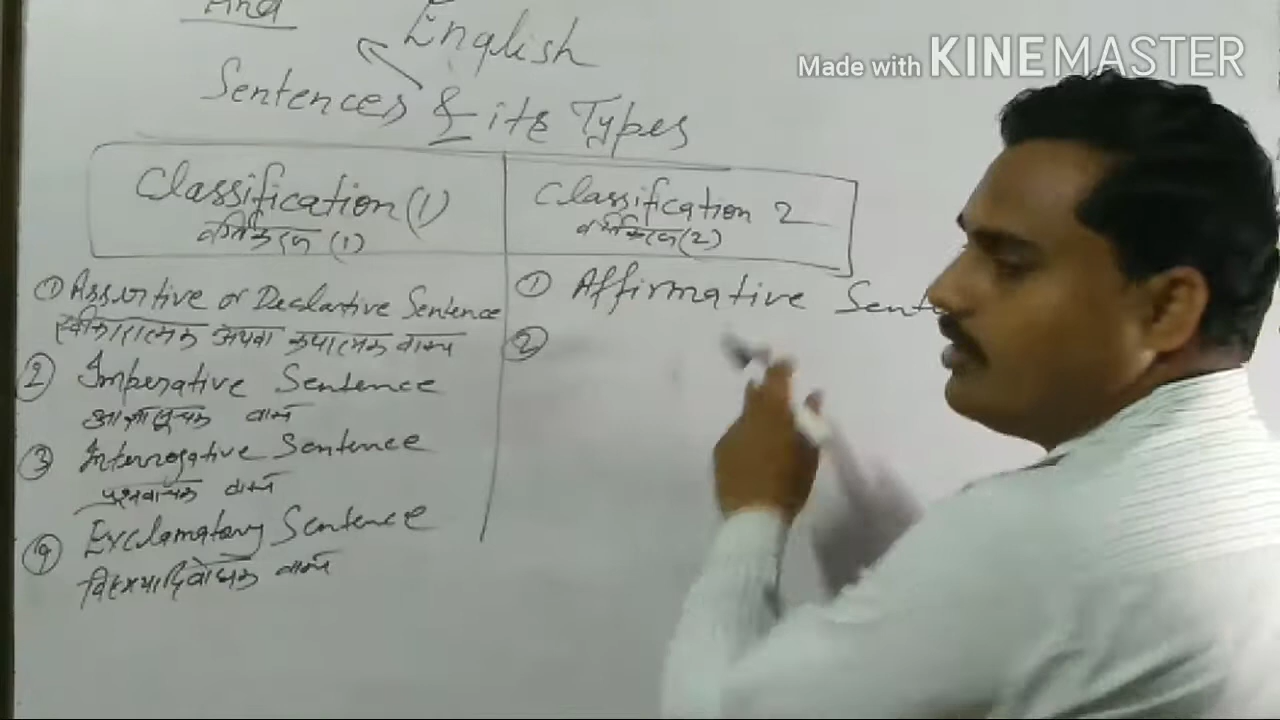 And
English
Made with KINEMASTER
Sentences & its Types
Classification (1)
वर्गीकरण (1)
Classification 2
वर्गीकरण (2)
① Assertive or Declartive Sentence
स्वीकारात्मक अथवा कथात्मक वाक्य
② Imperative Sentence
आज्ञासूचक वाक्य
③ Interrogative Sentence
प्रश्नवाचक वाक्य
④ Exclamatory Sentence
विस्मयादिबोधक वाक्य
① Affirmative Sent
②